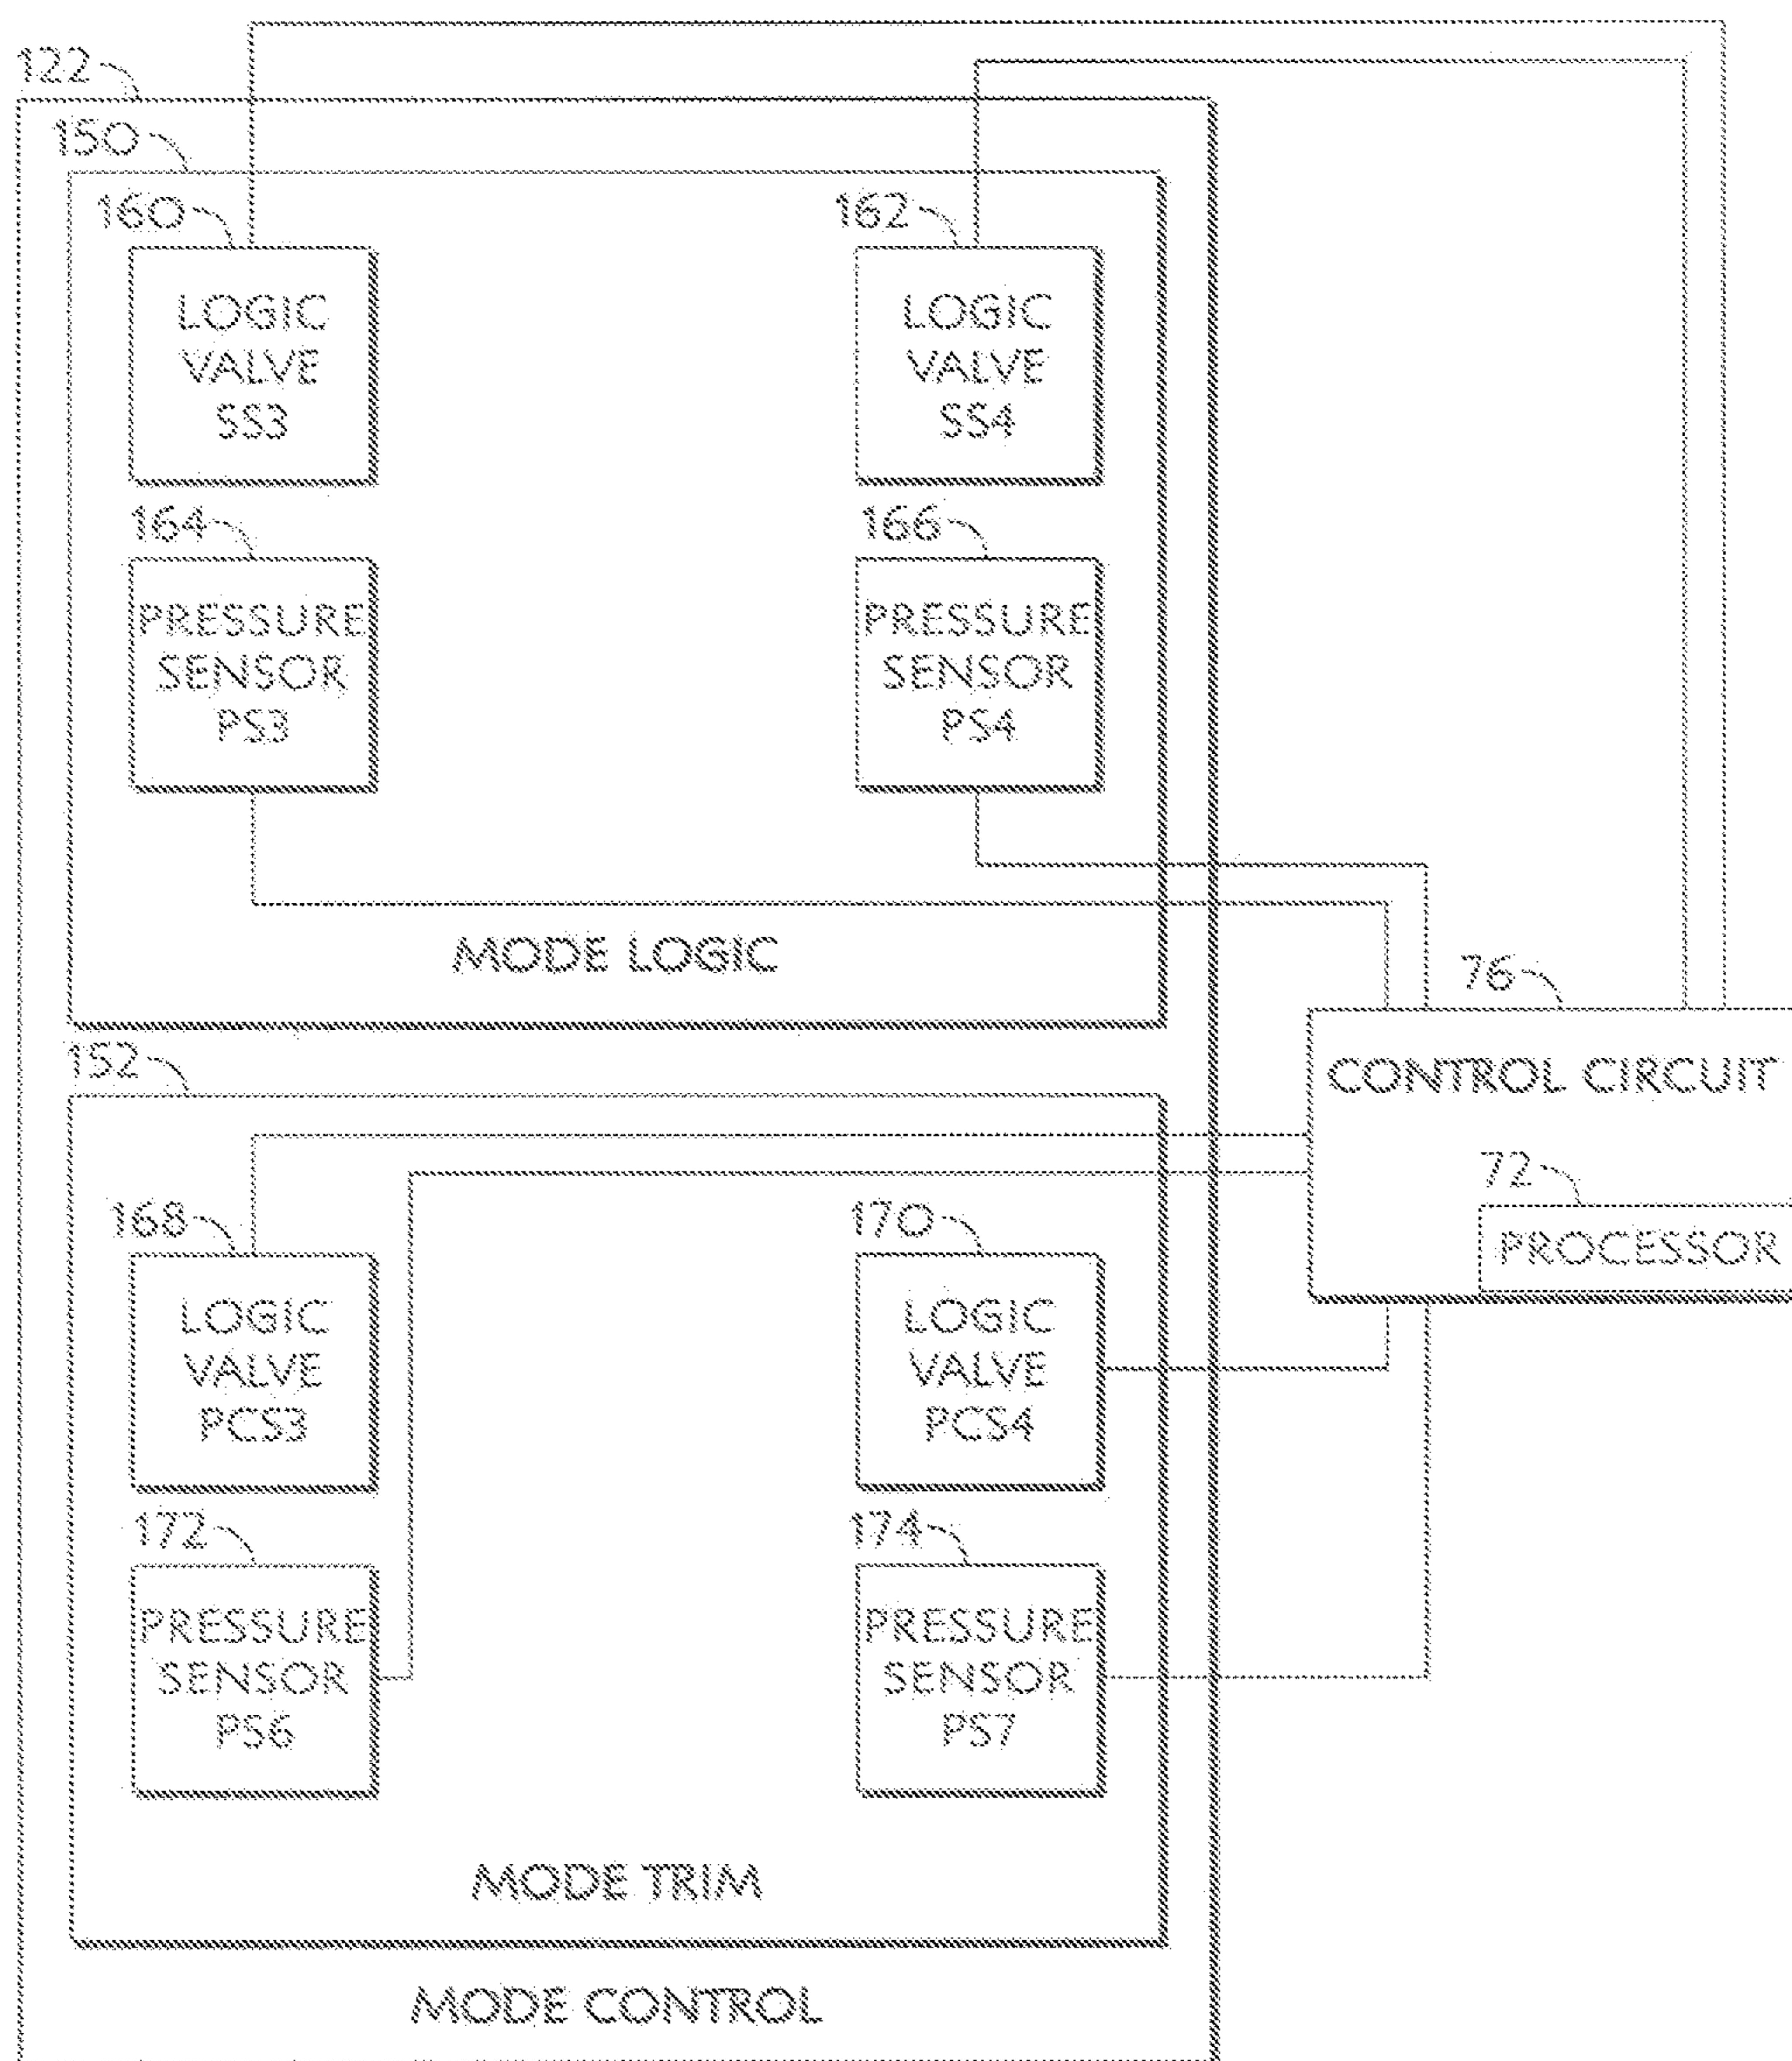 122
150
160
162
LOGIC
VALVE
SS3
LOGIC
VALVE
SS4
164
166
PRESSURE
SENSOR
PS3
PRESSURE
SENSOR
PS4
MODE LOGIC
76
CONTROL CIRCUIT
72
PROCESSOR
152
168
170
LOGIC
VALVE
PCS3
LOGIC
VALVE
PCS4
172
174
PRESSURE
SENSOR
PS6
PRESSURE
SENSOR
PS7
MODE TRIM
MODE CONTROL